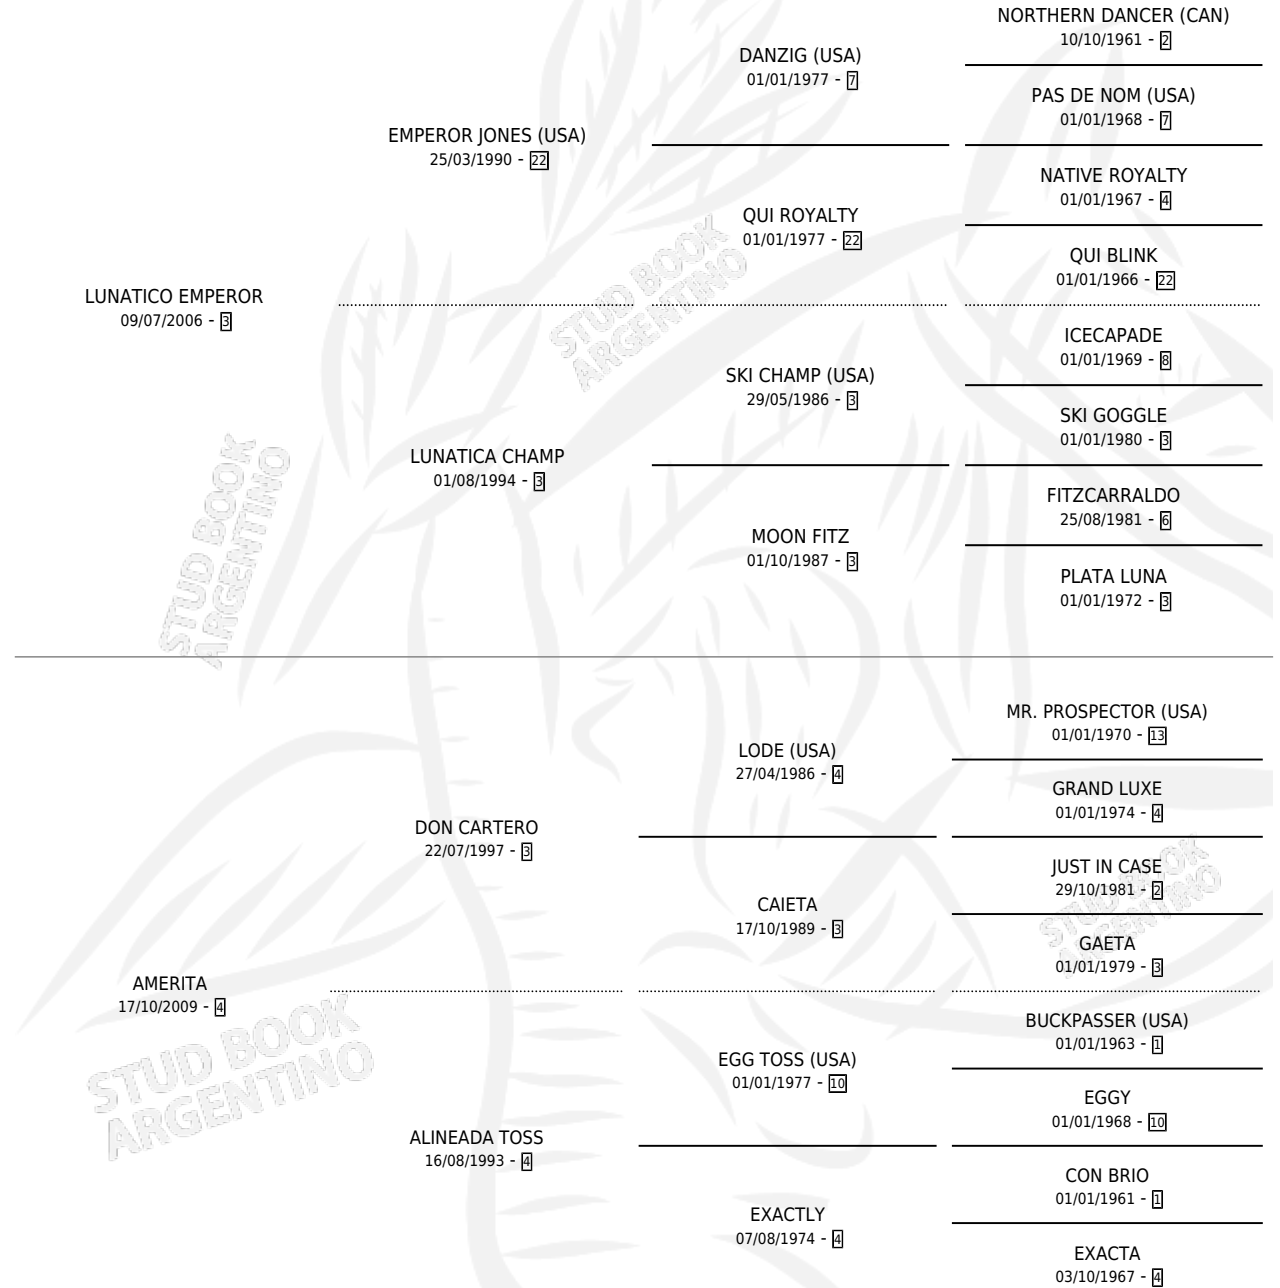 NORTHERN DANCER (CAN)
10/10/1961 - 2
DANZIG (USA)
01/01/1977 - 7
PAS DE NOM (USA)
01/01/1968 - 7
EMPEROR JONES (USA)
25/03/1990 - 22
NATIVE ROYALTY
01/01/1967 - 4
QUI ROYALTY
01/01/1977 - 22
QUI BLINK
01/01/1966 - 22
LUNATICO EMPEROR
09/07/2006 - 3
STUD BOOK
ARGENTINO
ICECAPADE
01/01/1969 - 8
SKI CHAMP (USA)
29/05/1986 - 3
SKI GOGGLE
01/01/1980 - 3
LUNATICA CHAMP
01/08/1994 - 3
FITZCARRALDO
25/08/1981 - 6
MOON FITZ
01/10/1987 - 3
PLATA LUNA
01/01/1972 - 3
STUD BOOK
ARGENTINO
MR. PROSPECTOR (USA)
01/01/1970 - 13
LODE (USA)
27/04/1986 - 4
GRAND LUXE
01/01/1974 - 4
DON CARTERO
22/07/1997 - 3
JUST IN CASE
29/10/1981 - 2
CAIETA
17/10/1989 - 3
GAETA
01/01/1979 - 3
STUD BOOK
ARGENTINO
AMERITA
17/10/2009 - 4
BUCKPASSER (USA)
01/01/1963 - 1
EGG TOSS (USA)
01/01/1977 - 10
EGGY
01/01/1968 - 10
STUD BOOK
ARGENTINO
ALINEADA TOSS
16/08/1993 - 4
CON BRIO
01/01/1961 - 1
EXACTLY
07/08/1974 - 4
EXACTA
03/10/1967 - 4